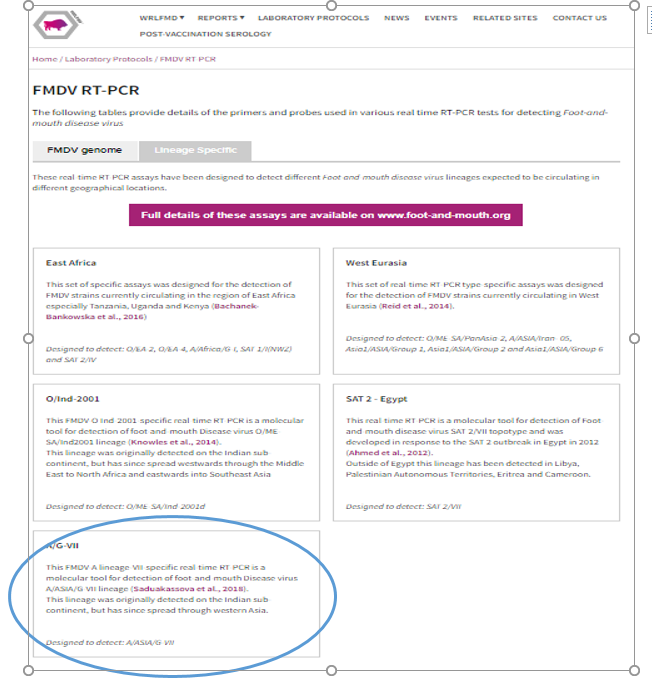 WRLFMD ▼ REPORTS ▼ LABORATORY PROTOCOLS NEWS EVENTS RELATED SITES CONTACT US
POST-VACCINATION SEROLOGY
Home / Laboratory Protocols / FMDV RT-PCR
FMDV RT-PCR
The following tables provide details of the primers and probes used in various real time RT-PCR tests for detecting Foot-and-
mouth disease virus
FMDV genome Lineage Specific
These real-time RT-PCR assays have been designed to detect different Foot-and-mouth disease virus lineages expected to be circulating in
different geographical locations.
Full details of these assays are available on www.foot-and-mouth.org
East Africa
This set of specific assays was designed for the detection of
FMDV strains currently circulating in the region of East Africa
especially Tanzania, Uganda and Kenya (Bachanek-
Bankowska et al., 2016)
Designed to detect: O/EA-2, O/EA-4, A/Africa/G-I, SAT 1/I(NWZ)
and SAT 2/IV
West Eurasia
This set of real-time RT-PCR type-specific assays was designed
for the detection of FMDV strains currently circulating in West
Eurasia (Reid et al., 2014).
Designed to detect: O/ME-SA/PanAsia-2, A/ASIA/Iran-05,
Asia1/ASIA/Group 1, Asia1/ASIA/Group 2 and Asia1/ASIA/Group 6
O/Ind-2001
This FMDV O Ind-2001-specific real-time RT-PCR is a molecular
tool for detection of foot-and-mouth Disease virus O/ME-
SA/Ind2001 lineage (Knowles et al., 2014).
This lineage was originally detected on the Indian sub-
continent, but has since spread westwards through the Middle
East to North Africa and eastwards into Southeast Asia
Designed to detect: O/ME-SA/Ind-2001d
SAT 2 - Egypt
This real-time RT-PCR is a molecular tool for detection of Foot-
and-mouth disease virus SAT 2/VII topotype and was
developed in response to the SAT 2 outbreak in Egypt in 2012
(Ahmed et al., 2012).
Outside of Egypt this lineage has been detected in Libya,
Palestinian Autonomous Territories, Eritrea and Cameroon.
Designed to detect: SAT 2/VII
A/G-VII
This FMDV-A lineage-VII-specific real-time RT-PCR is a
molecular tool for detection of foot-and-mouth Disease virus
A/ASIA/G-VII lineage (Saduakassova et al., 2018).
This lineage was originally detected on the Indian sub-
continent, but has since spread through western Asia.
Designed to detect: A/ASIA/G-VII